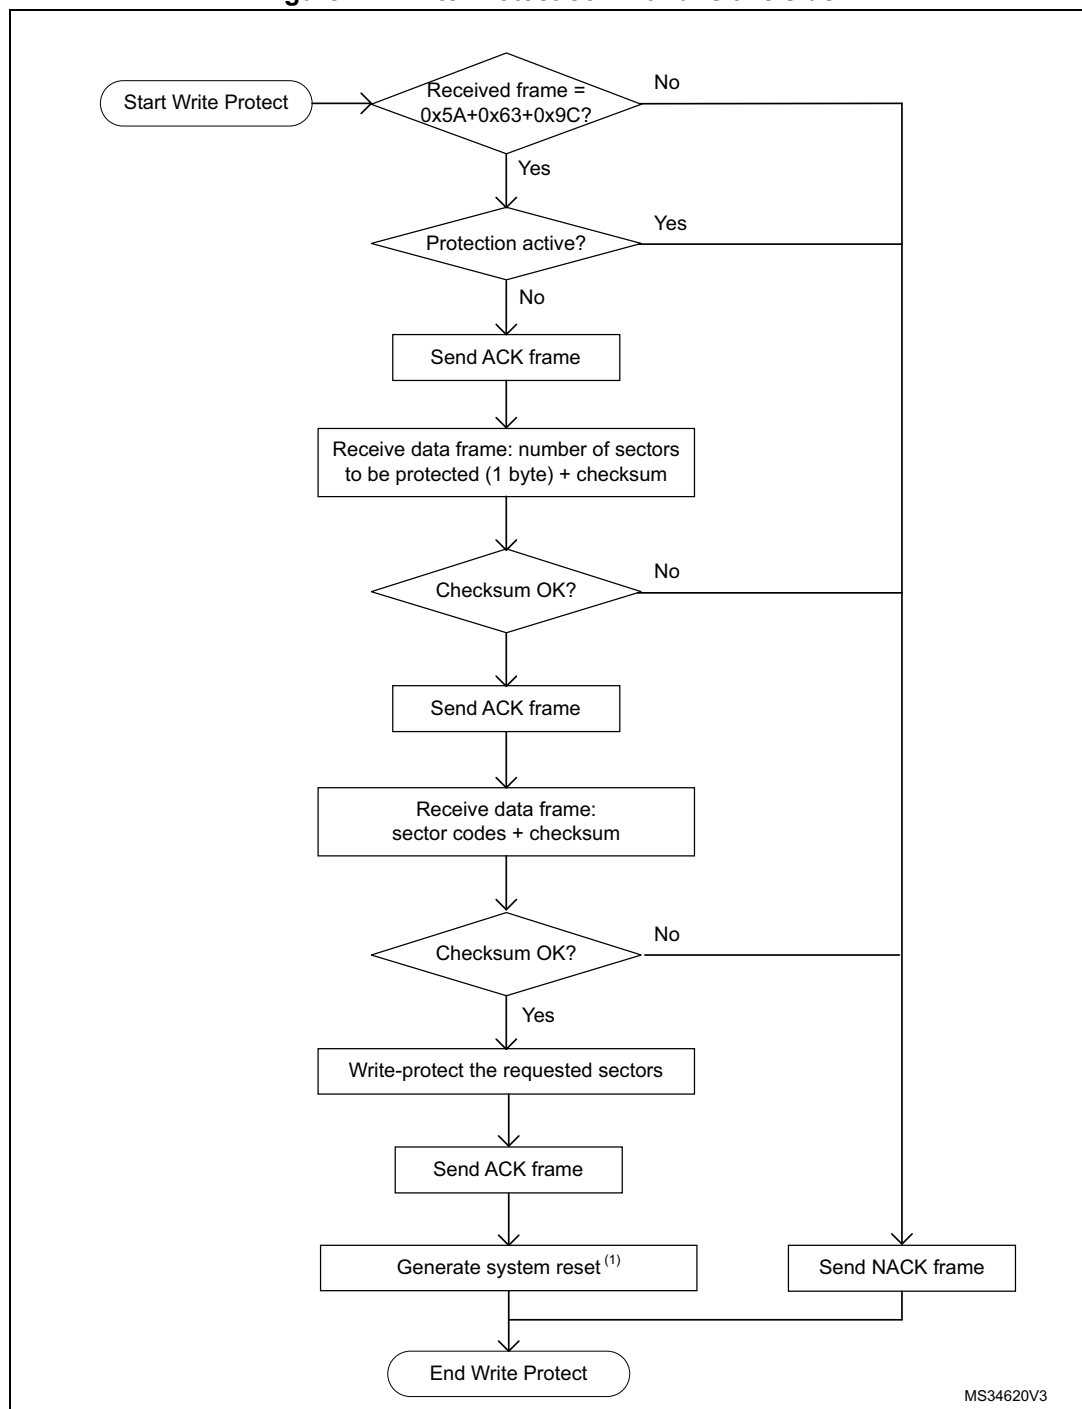 Start Write Protect
Received frame =
0x5A+0x63+0x9C?
No
Yes
Protection active?
Yes
No
Send ACK frame
Receive data frame: number of sectors
to be protected (1 byte) + checksum
Checksum OK?
No
Send ACK frame
Receive data frame:
sector codes + checksum
Checksum OK?
No
Yes
Write-protect the requested sectors
Send ACK frame
Generate system reset (1)
Send NACK frame
End Write Protect
MS34620V3